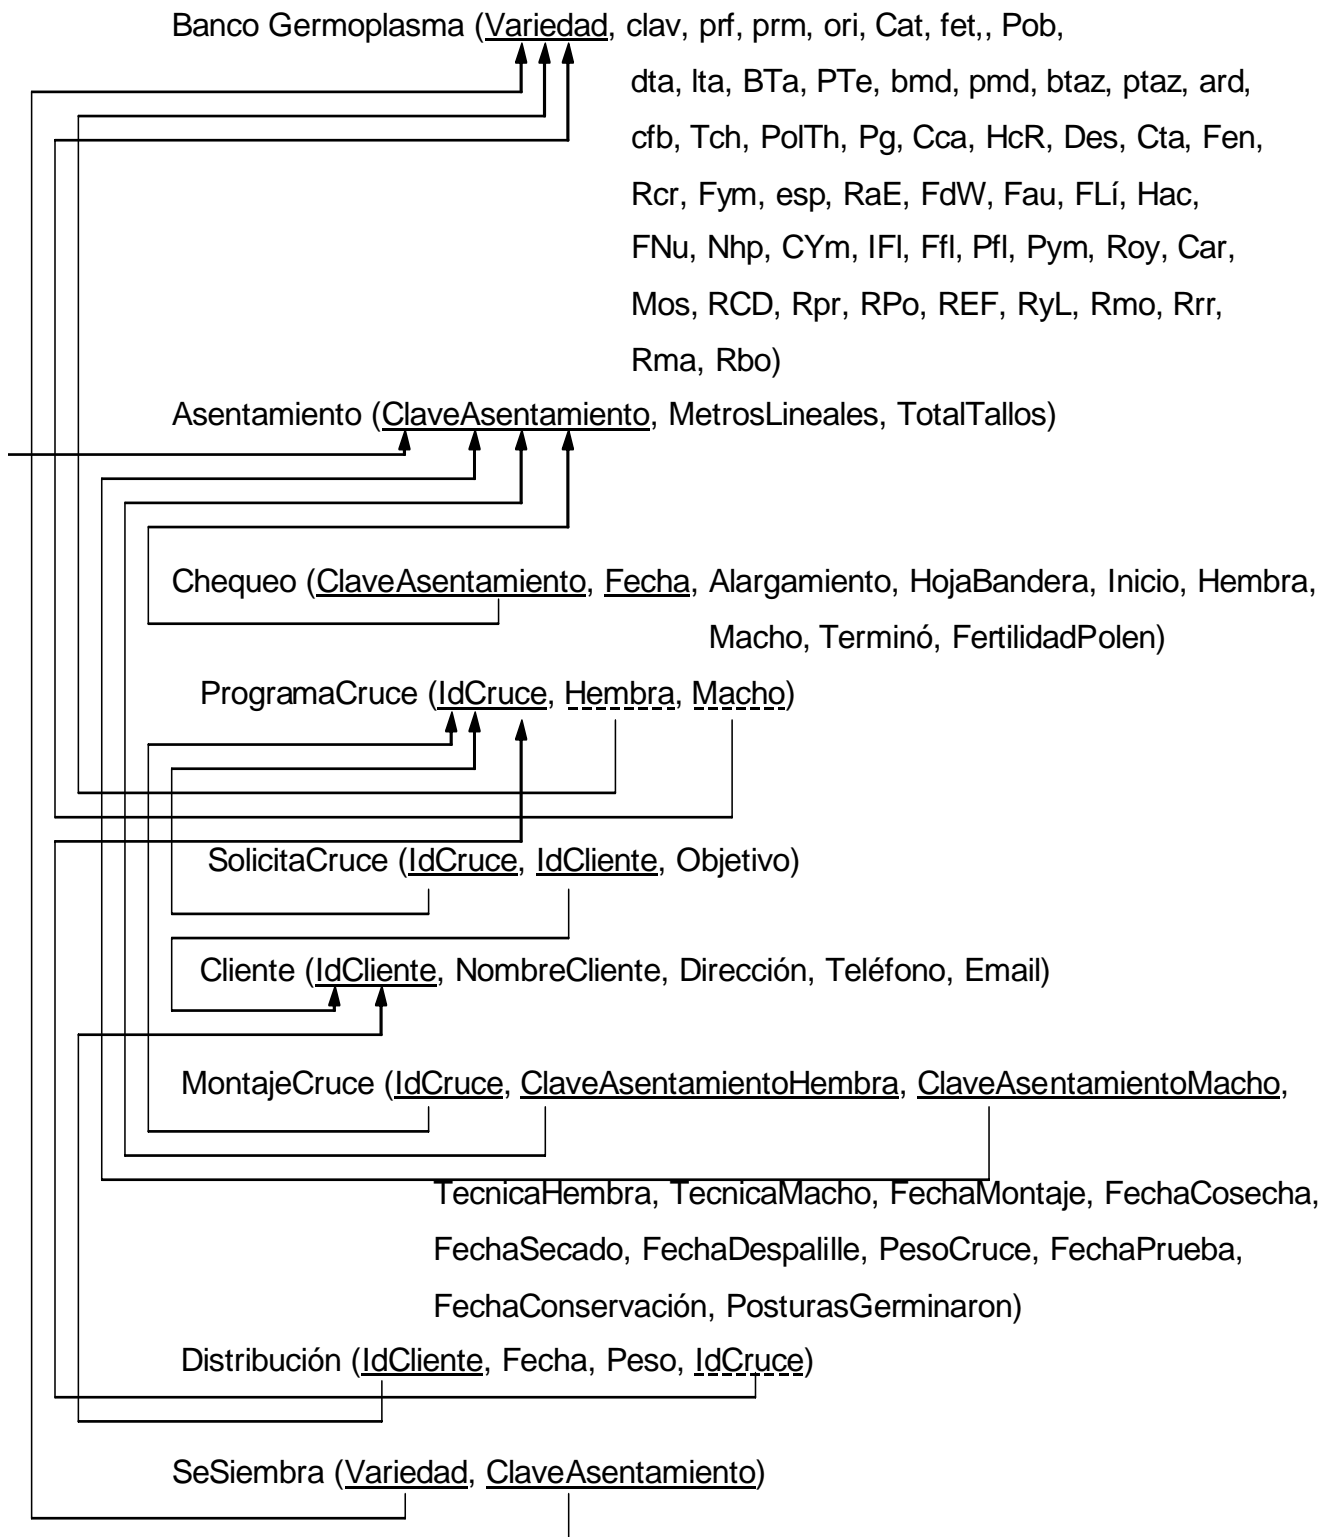 Banco Germoplasma (Variedad, clav, prf, prm, ori, Cat, fet,, Pob,
dta, lta, BTa, PTe, bmd, pmd, btaz, ptaz, ard,
cfb, Tch, PolTh, Pg, Cca, HcR, Des, Cta, Fen,
Rcr, Fym, esp, RaE, FdW, Fau, FLí, Hac,
FNu, Nhp, CYm, IFl, Ffl, Pfl, Pym, Roy, Car,
Mos, RCD, Rpr, RPo, REF, RyL, Rmo, Rrr,
Rma, Rbo)
Asentamiento (ClaveAsentamiento, MetrosLineales, TotalTallos)
Chequeo (ClaveAsentamiento, Fecha, Alargamiento, HojaBandera, Inicio, Hembra,
Macho, Terminó, FertilidadPolen)
ProgramaCruce (IdCruce, Hembra, Macho)
SolicitaCruce (IdCruce, IdCliente, Objetivo)
Cliente (IdCliente, NombreCliente, Dirección, Teléfono, Email)
MontajeCruce (IdCruce, ClaveAsentamientoHembra, ClaveAsentamientoMacho,
TecnicaHembra, TecnicaMacho, FechaMontaje, FechaCosecha,
FechaSecado, FechaDespalille, PesoCruce, FechaPrueba,
FechaConservación, PosturasGerminaron)
Distribución (IdCliente, Fecha, Peso, IdCruce)
SeSiembra (Variedad, ClaveAsentamiento)